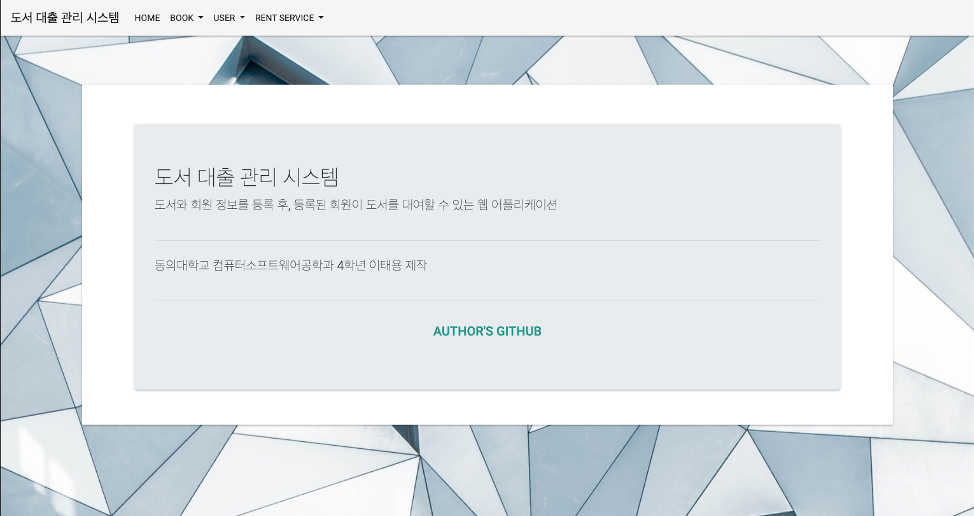 도서 대출 관리 시스템 HOME BOOK USER RENT SERVICE
도서 대출 관리 시스템
도서와 회원 정보를 등록 후, 등록된 회원이 도서를 대여할 수 있는 웹 어플리케이션
동의대학교 컴퓨터소프트웨어공학과 4학년 이태용 제작
AUTHOR'S GITHUB